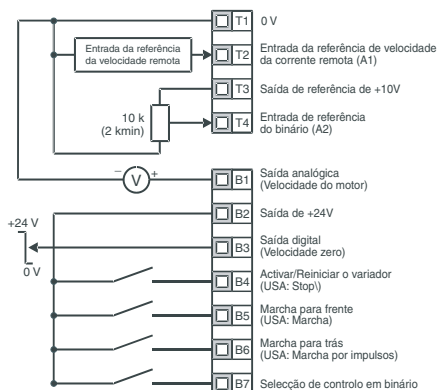 T1 0 V
Entrada da referência
da velocidade remota
T2 Entrada da referência de velocidade
da corrente remota (A1)
T3 Saída de referência de +10V
10 k
(2 kmin)
T4 Entrada de referência
do binário (A2)
− V +
B1 Saída analógica
(Velocidade do motor)
B2 Saída de +24V
+24 V
0 V
B3 Saída digital
(Velocidade zero)
B4 Activar/Reiniciar o variador
(USA: Stop\)
B5 Marcha para frente
(USA: Marcha)
B6 Marcha para trás
(USA: Marcha por impulsos)
B7 Selecção de controlo em binário